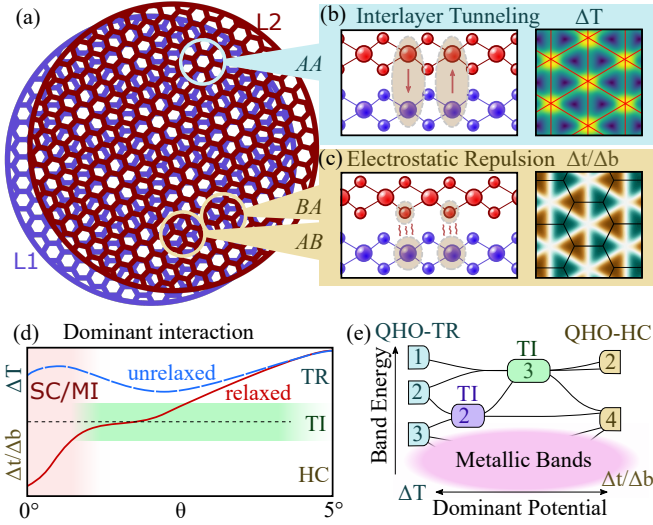 (a)
L2
L1
AA
BA
AB
(b) Interlayer Tunneling ΔT
(c) Electrostatic Repulsion Δt/Δb
(d) Dominant interaction
ΔT
Δt/Δb
SC/MI
unrelaxed
relaxed
TR
TI
HC
0° θ 5°
(e)
QHO-TR QHO-HC
Band Energy
TI
1 3 2
2 TI
2 4
3
Metallic Bands
ΔT Δt/Δb
Dominant Potential